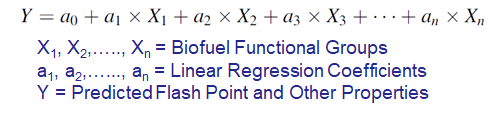 Y = a₀ + a₁ × X₁ + a₂ × X₂ + a₃ × X₃ + · · · + aₙ × Xₙ
X₁, X₂,....., Xₙ = Biofuel Functional Groups
a₁, a₂,......, aₙ = Linear Regression Coefficients
Y = Predicted Flash Point and Other Properties